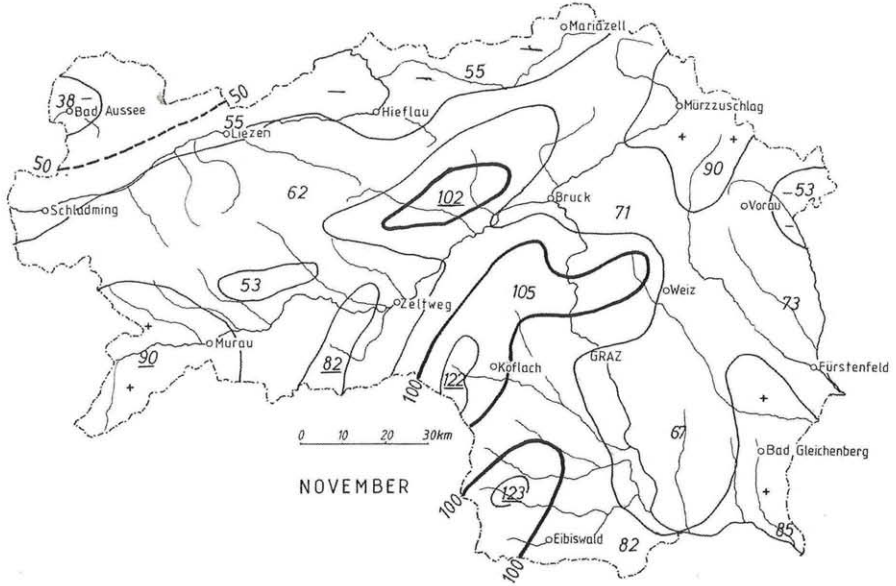 Mariazell
55
50
38
Bad Aussee
Hieflau
Mürzzuschlag
55
Liezen
50
90
62
102
53
Bruck
Vorau
Schladming
71
53
105
Weiz
73
Zeltweg
Murau
90
82
122
Köflach
GRAZ
Fürstenfeld
100
0 10 20 30km
67
Bad Gleichenberg
NOVEMBER
123
100
85
Eibiswald
82
100